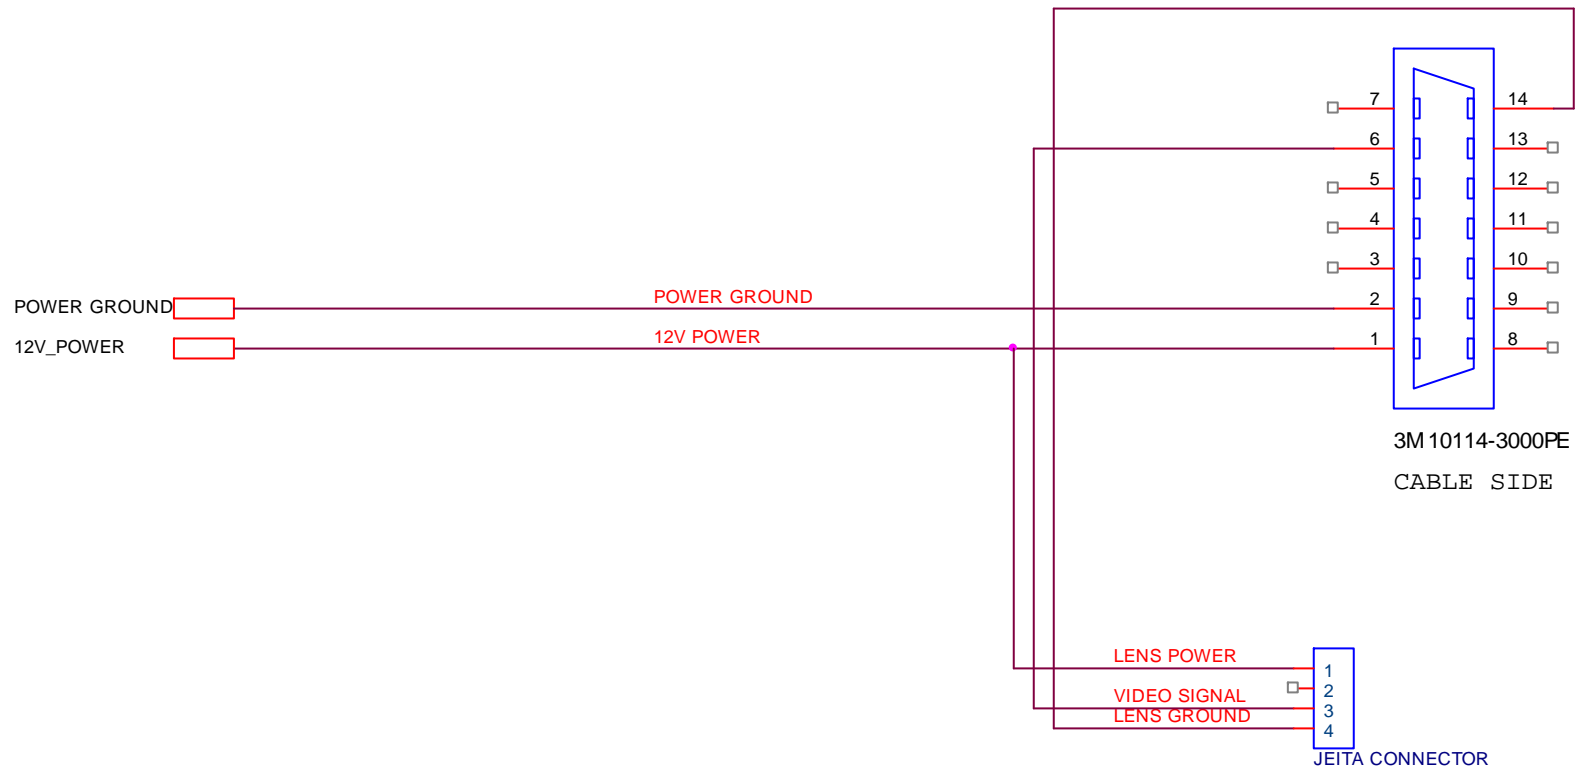 7 14
6 13
5 12
4 11
3 10
POWER GROUND POWER GROUND 2 9
12V_POWER 12V POWER 1 8
3M 10114-3000PE
CABLE SIDE
LENS POWER 1
2
VIDEO SIGNAL 3
LENS GROUND 4
JEITA CONNECTOR